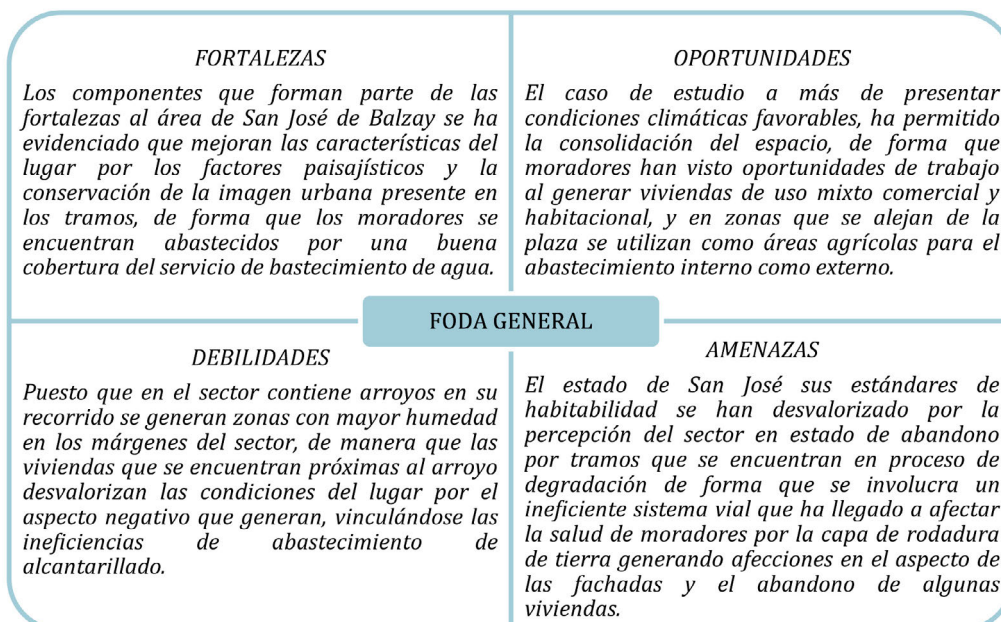 FORTALEZAS
Los componentes que forman parte de las
fortalezas al área de San José de Balzay se ha
evidenciado que mejoran las características del
lugar por los factores paisajísticos y la
conservación de la imagen urbana presente en
los tramos, de forma que los moradores se
encuentran abastecidos por una buena
cobertura del servicio de bastecimiento de agua.
OPORTUNIDADES
El caso de estudio a más de presentar
condiciones climáticas favorables, ha permitido
la consolidación del espacio, de forma que
moradores han visto oportunidades de trabajo
al generar viviendas de uso mixto comercial y
habitacional, y en zonas que se alejan de la
plaza se utilizan como áreas agrícolas para el
abastecimiento interno como externo.
FODA GENERAL
DEBILIDADES
Puesto que en el sector contiene arroyos en su
recorrido se generan zonas con mayor humedad
en los márgenes del sector, de manera que las
viviendas que se encuentran próximas al arroyo
desvalorizan las condiciones del lugar por el
aspecto negativo que generan, vinculándose las
ineficiencias de abastecimiento de
alcantarillado.
AMENAZAS
El estado de San José sus estándares de
habitabilidad se han desvalorizado por la
percepción del sector en estado de abandono
por tramos que se encuentran en proceso de
degradación de forma que se involucra un
ineficiente sistema vial que ha llegado a afectar
la salud de moradores por la capa de rodadura
de tierra generando afecciones en el aspecto de
las fachadas y el abandono de algunas
viviendas.